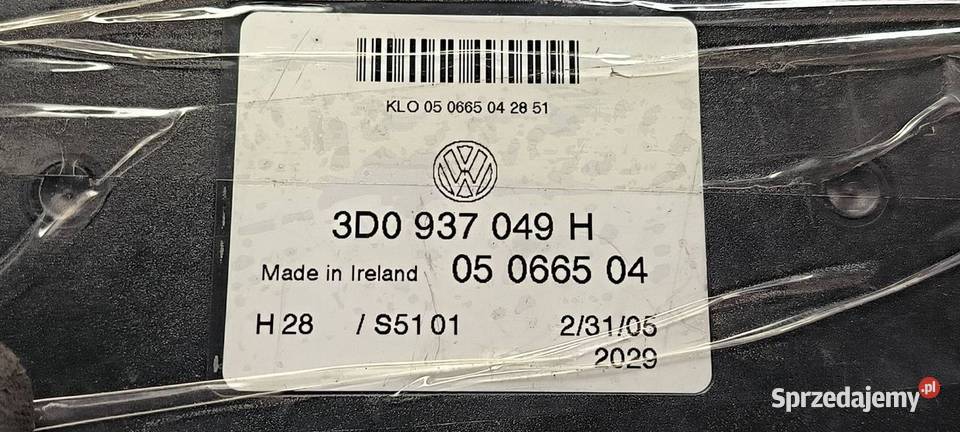 KLO 05 0665 04 28 51
VW
3D0 937 049 H
Made in Ireland 05 0665 04
H 28 / S51 01 2/31/05
2029
Sprzedajemy.pl